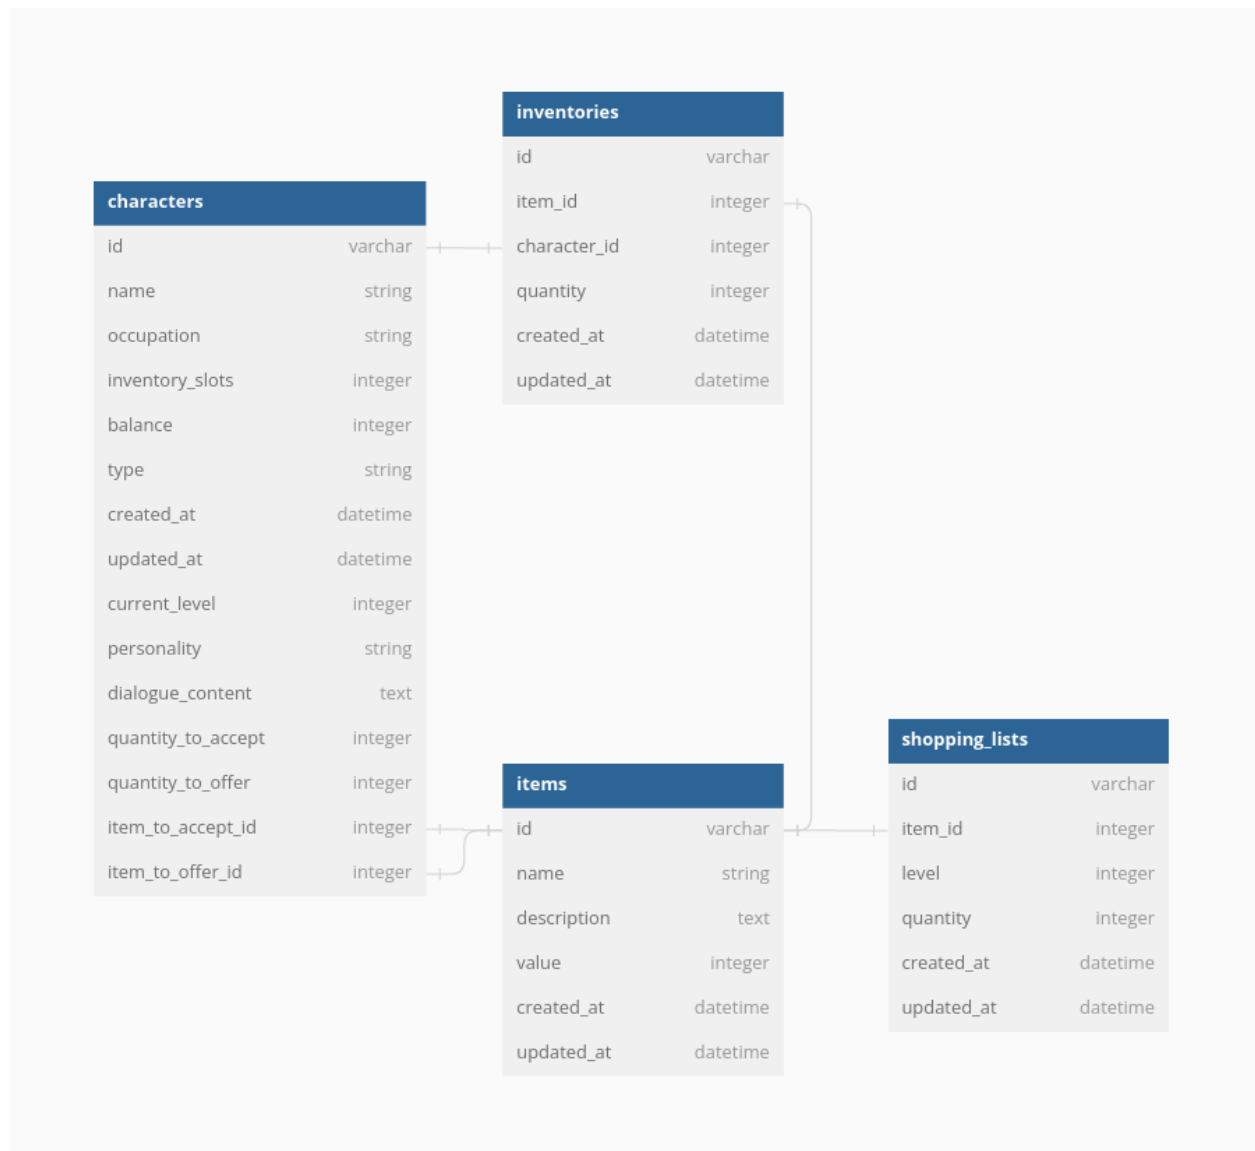 inventories
id varchar
item_id integer
character_id integer
quantity integer
created_at datetime
updated_at datetime
characters
id varchar
name string
occupation string
inventory_slots integer
balance integer
type string
created_at datetime
updated_at datetime
current_level integer
personality string
dialogue_content text
quantity_to_accept integer
quantity_to_offer integer
item_to_accept_id integer
item_to_offer_id integer
items
id varchar
name string
description text
value integer
created_at datetime
updated_at datetime
shopping_lists
id varchar
item_id integer
level integer
quantity integer
created_at datetime
updated_at datetime